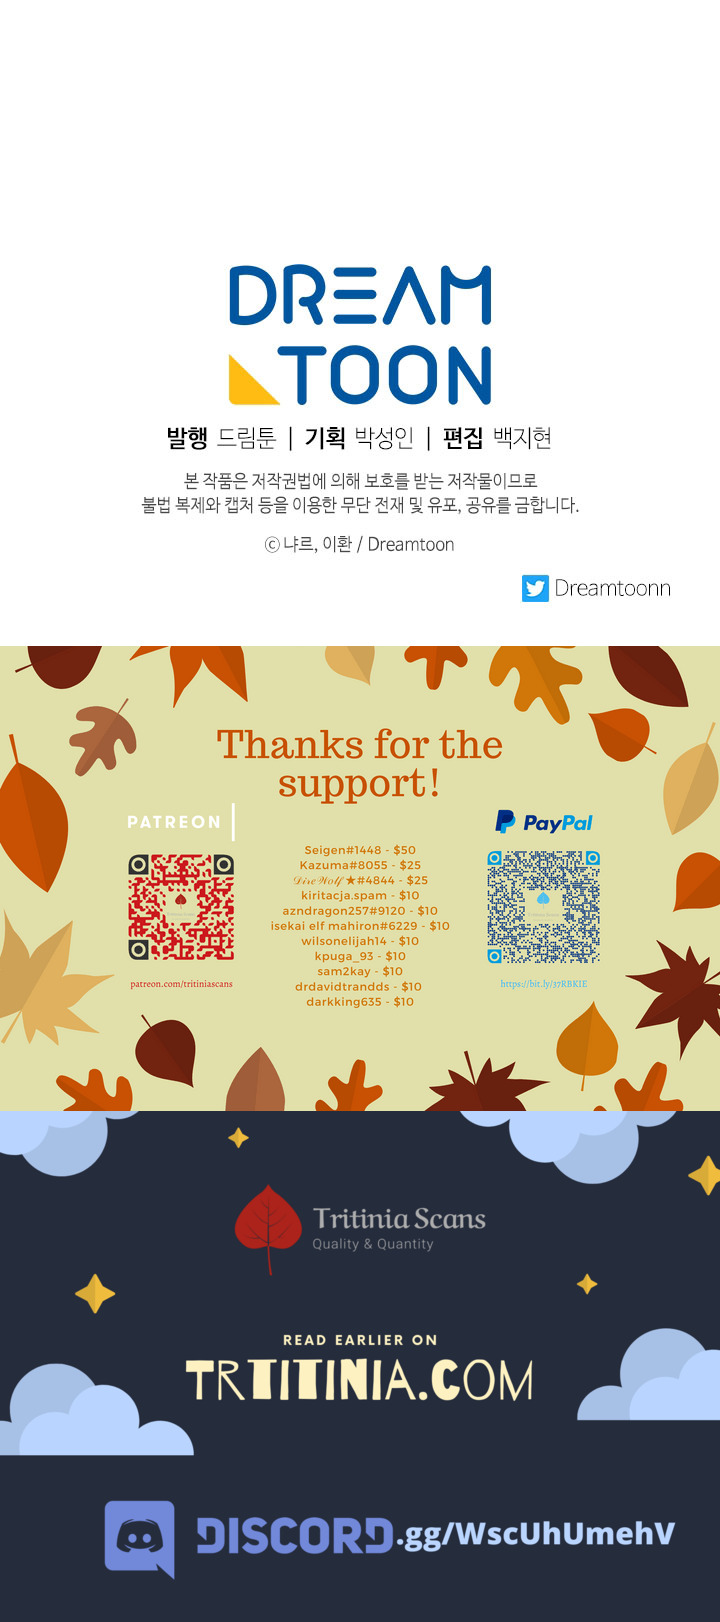 DREAM
TOON
발행 드림툰 | 기획 박성인 | 편집 백지현
본 작품은 저작권법에 의해 보호를 받는 저작물이므로
불법 복제와 캡처 등을 이용한 무단 전재 및 유포, 공유를 금합니다.
ⓒ 냐르, 이환 / Dreamtoon
Dreamtoonn
Thanks for the
support!
PATREON
PayPal
Seigen#1448 - $50
Kazuma#8055 - $25
𝒟𝒾𝓇𝑒𝒲𝑜𝓁𝒻★#4844 - $25
kiritacja.spam - $10
azndragon257#9120 - $10
isekai elf mahiron#6229 - $10
wilsonelijah14 - $10
kpuga_93 - $10
sam2kay - $10
drdavidtrandds - $10
darkking635 - $10
patreon.com/tritiniascans
https://bit.ly/37RBKIE
Tritinia Scans
Quality & Quantity
READ EARLIER ON
TRTITINIA.COM
DISCORD.gg/WscUhUmehV